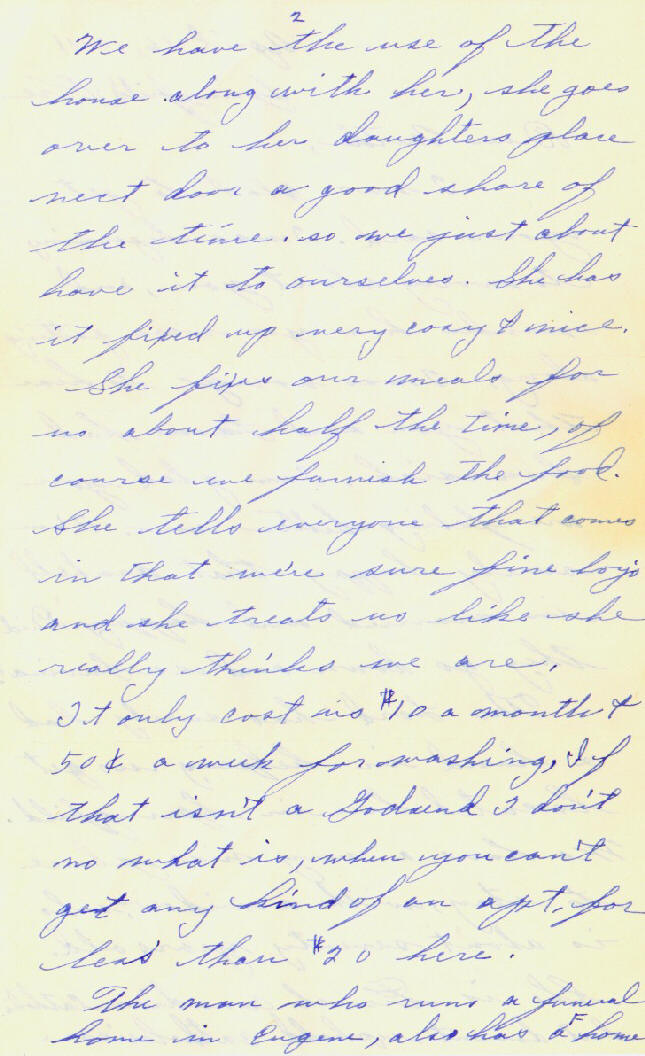 2
We have the use of the
house along with her, she goes
over to her daughters place
next door a good share of
the time. so we just about
have it to ourselves. She has
it fixed up very cozy & nice.
She fixes our meals for
us about half the time, of
course we furnish the food.
She tells everyone that comes
in that we're sure fine boys
and she treats us like she
really thinks we are.
It only cost us $10 a month &
50¢ a week for washing, If
that isn't a Godsend I don't
no what is, when you can't
get any kind of an apt. for
less than $20 here.
The man who runs a funeral
home in Eugene, also has a F home